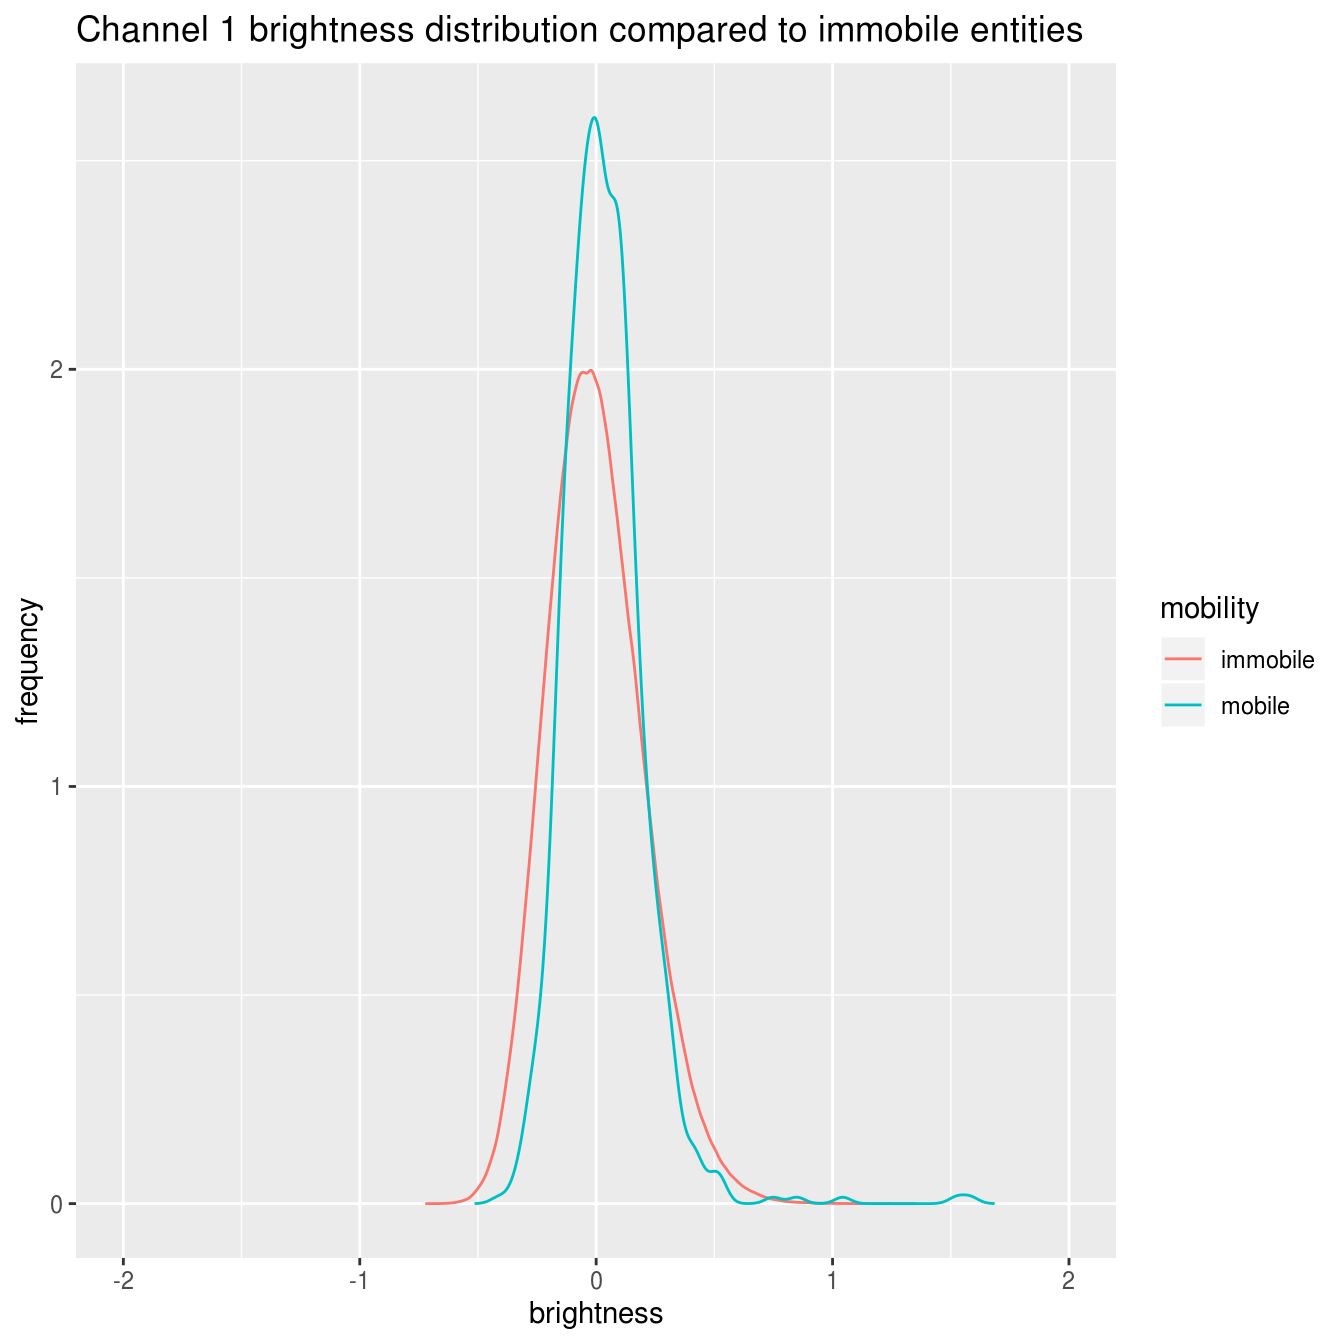 Channel 1 brightness distribution compared to immobile entities
frequency
2
1
0
-2 -1 0 1 2
brightness
mobility
immobile
mobile